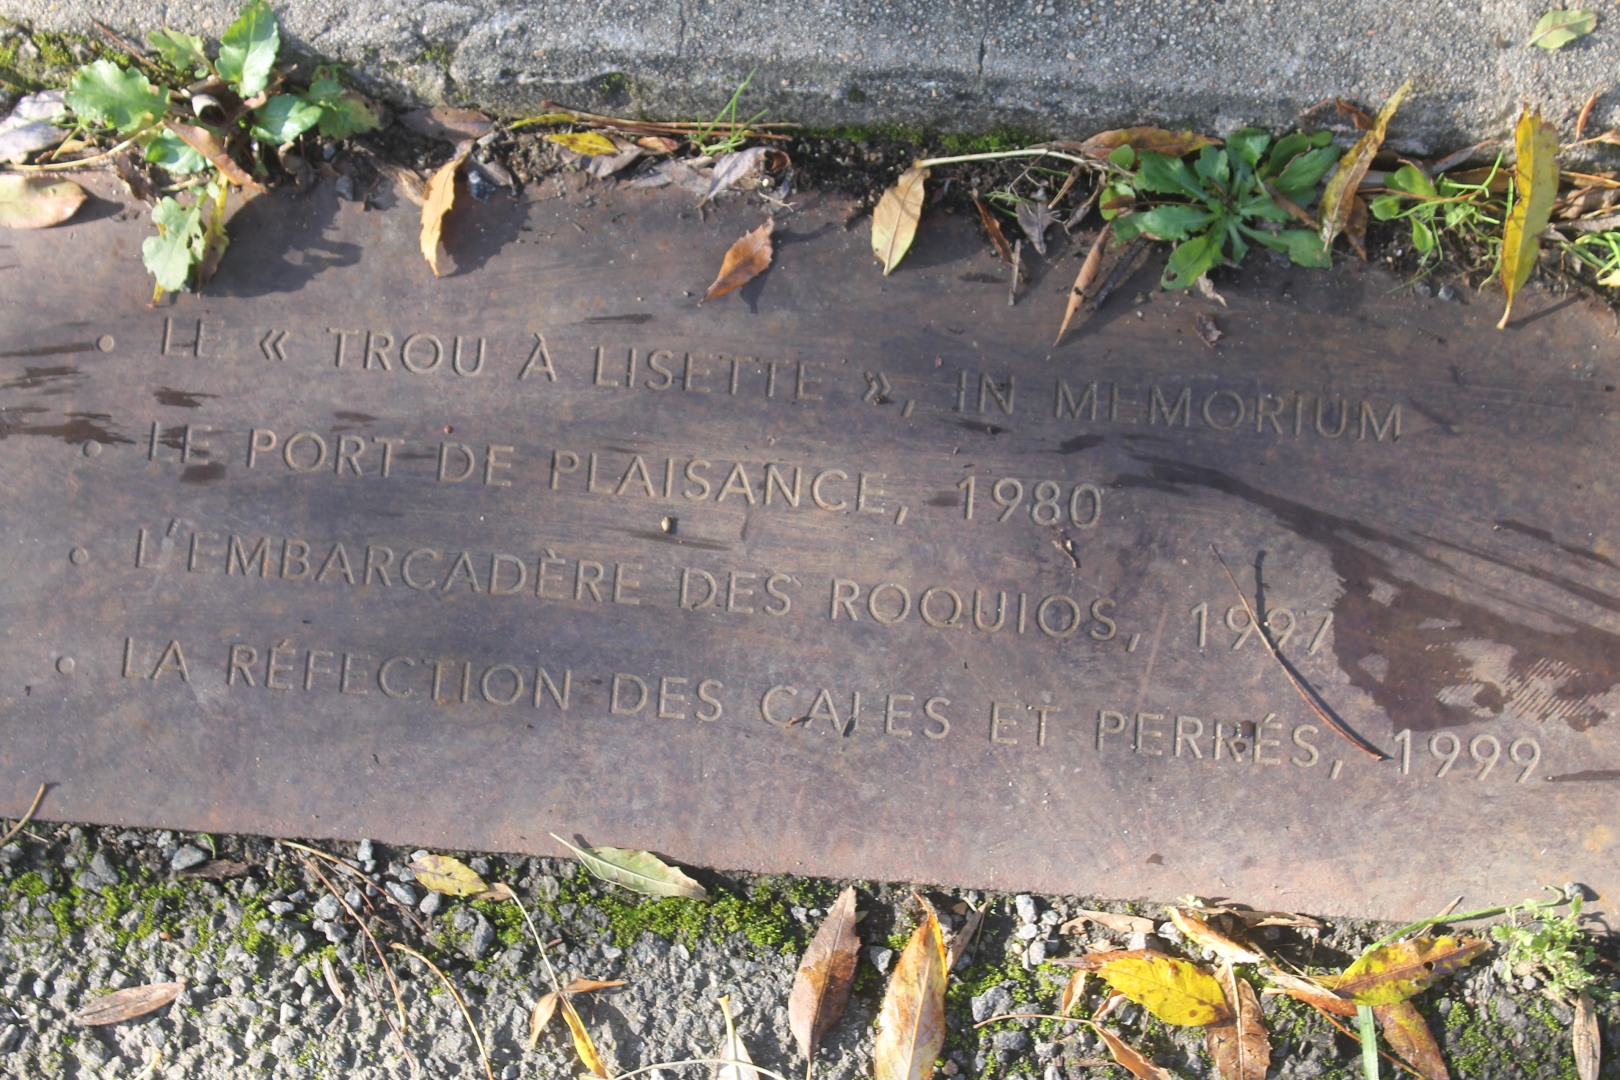 • LE « TROU À LISETTE », IN MEMORIUM
• LE PORT DE PLAISANCE, 1980
• L'EMBARCADÈRE DES ROQUIOS, 1997
• LA RÉFECTION DES CALES ET PERRÉS, 1999